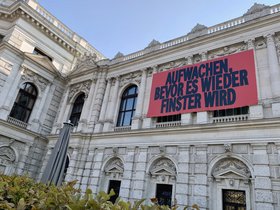 AUFWACHEN,
BEVOR ES WIEDER
FINSTER WIRD